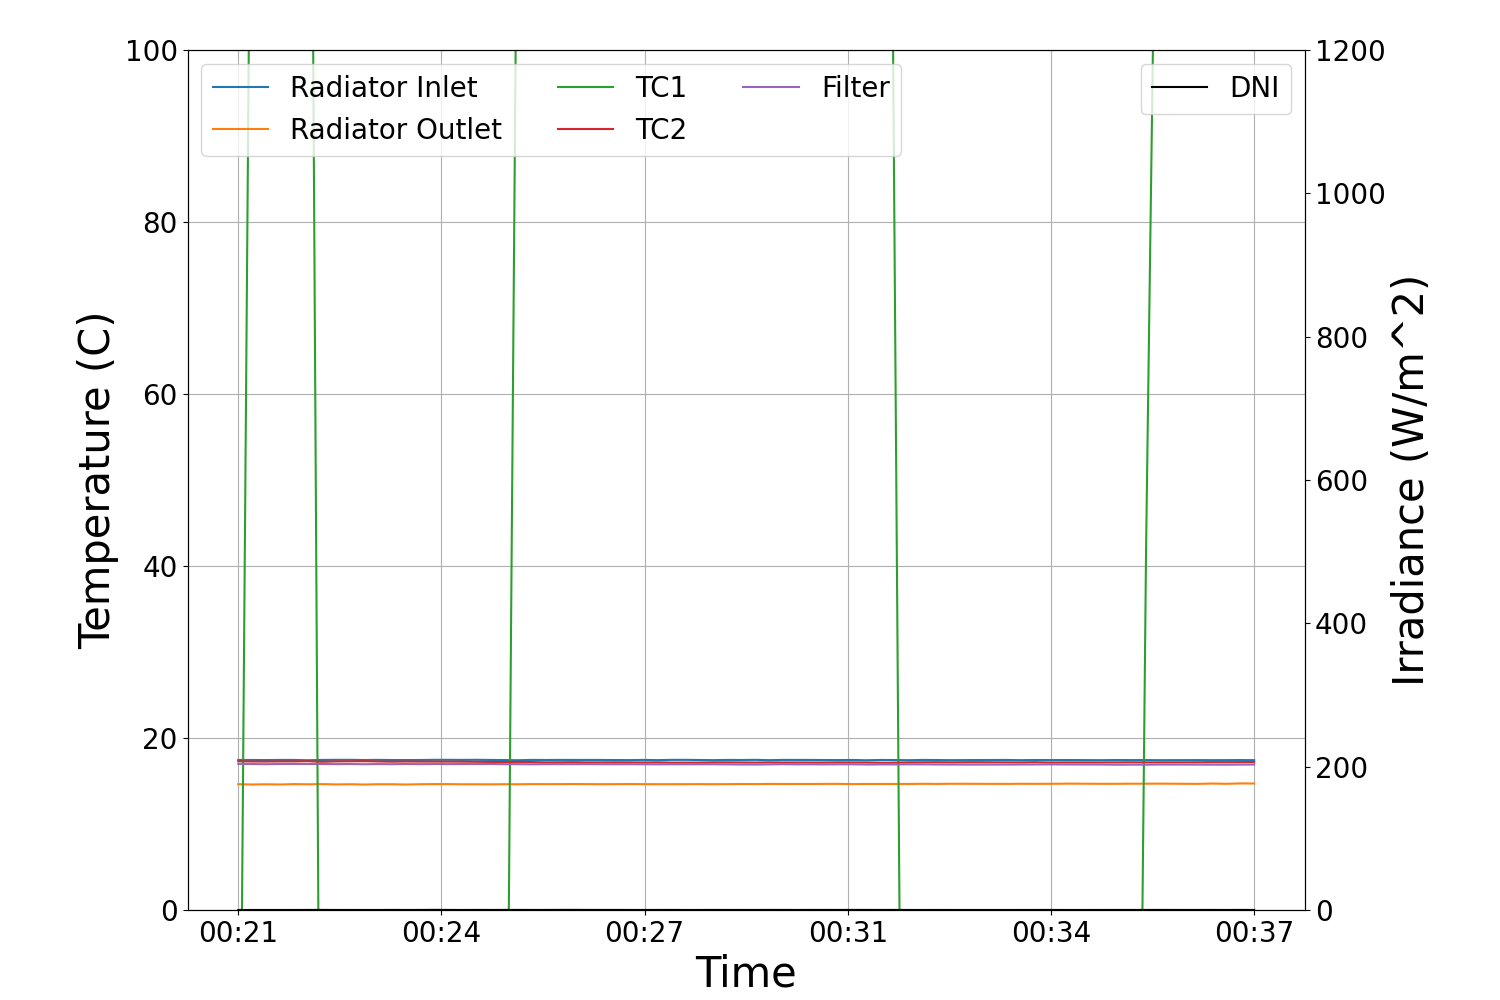 100
80
60
40
20
0
Temperature (C)
Radiator Inlet
Radiator Outlet
TC1
TC2
Filter
DNI
1200
1000
800
600
400
200
0
Irradiance (W/m^2)
00:21 00:24 00:27 00:31 00:34 00:37
Time